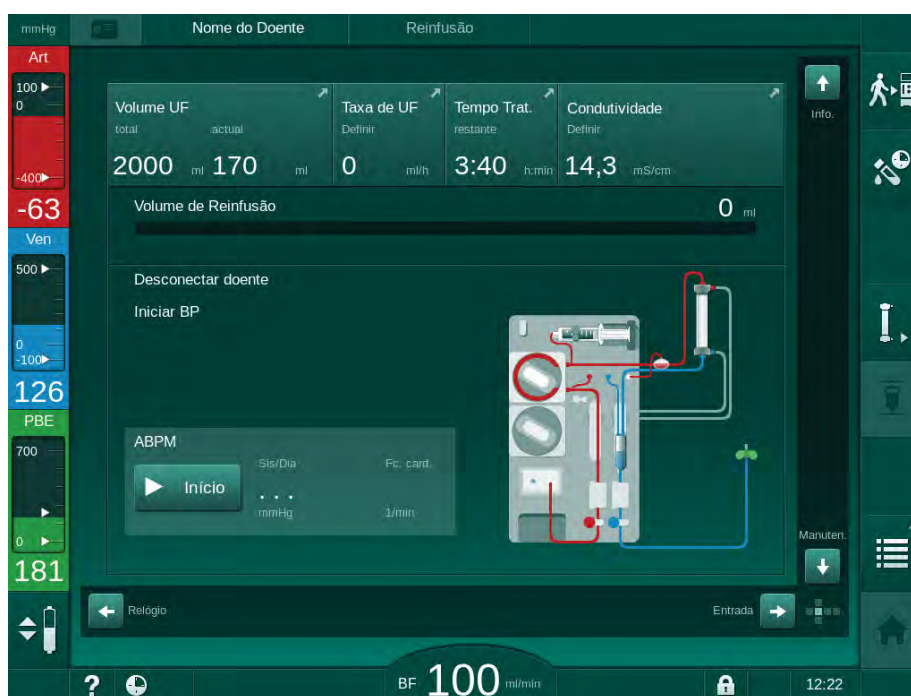 mmHg
Nome do Doente
Reinfusão
Art
100
0
-400
-63
Ven
500
0
-100
126
PBE
700
0
181
Volume UF
total actual
2000 ml 170 ml
Taxa de UF
Definir
0 ml/h
Tempo Trat.
restante
3:40 h:min
Condutividade
Definir
14,3 mS/cm
Volume de Reinfusão 0 ml
Desconectar doente
Iniciar BP
ABPM
Início
Sis/Dia Fc. card.
. . .
mmHg 1/min
Info.
Manuten.
Relógio
Entrada
? BF 100 ml/min 12:22